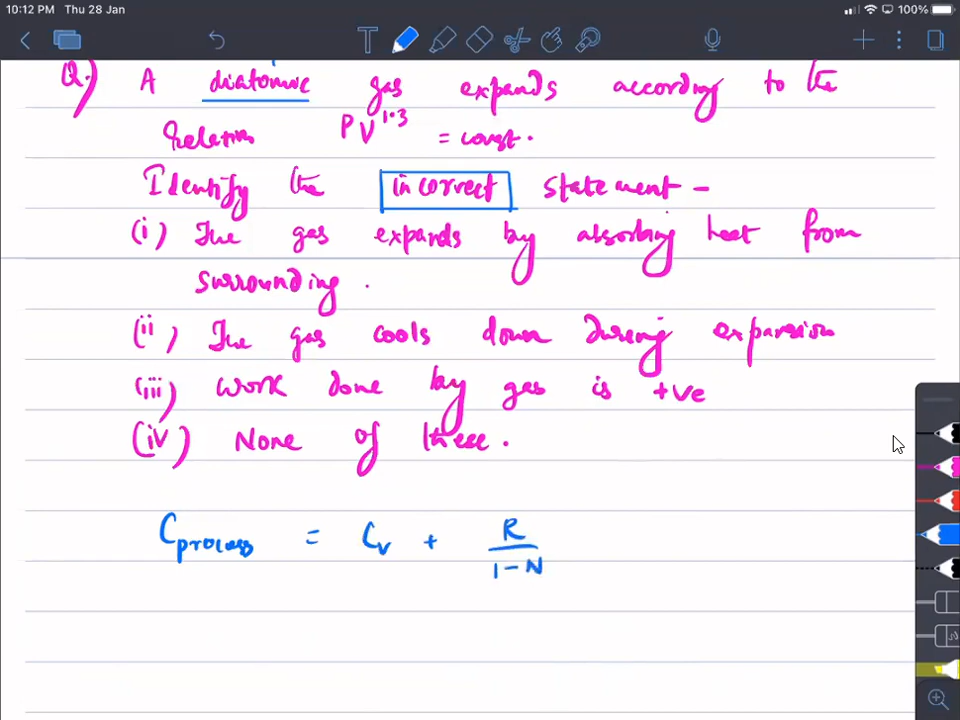 10:12 PM Thu 28 Jan 100%
Q.) A diatomic gas expands according to the
Relation PV^1.3 = const.
Identify the incorrect statement -
(i) The gas expands by absorbing heat from
surrounding.
(ii) The gas cools down during expansion
(iii) Work done by gas is +ve
(iv) None of these.
C_process = C_v + R/(1-N)